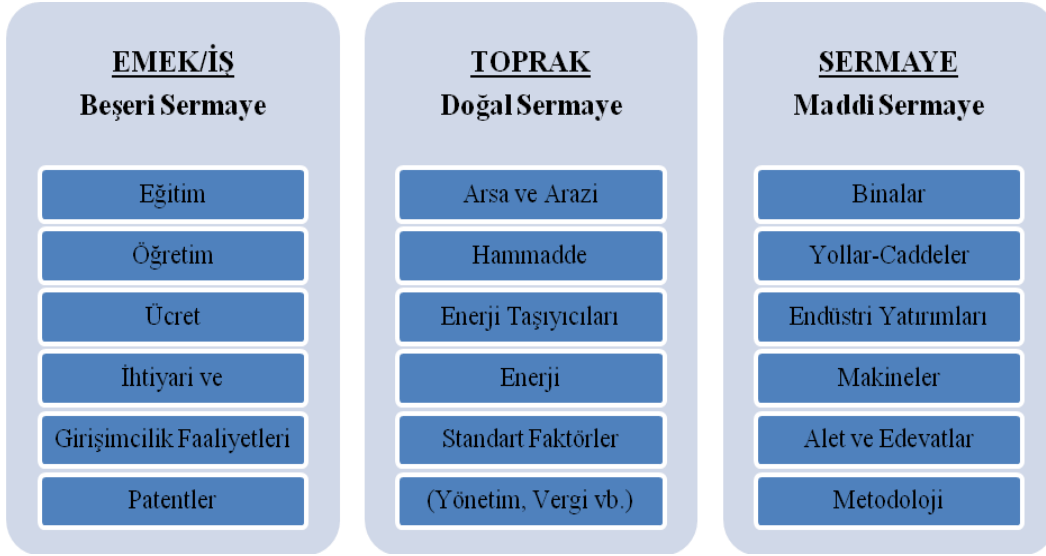 EMEK/İŞ
Beşeri Sermaye
Eğitim
Öğretim
Ücret
İhtiyari ve
Girişimcilik Faaliyetleri
Patentler
TOPRAK
Doğal Sermaye
Arsa ve Arazi
Hammadde
Enerji Taşıyıcıları
Enerji
Standart Faktörler
(Yönetim, Vergi vb.)
SERMAYE
Maddi Sermaye
Binalar
Yollar-Caddeler
Endüstri Yatırımları
Makineler
Alet ve Edevatlar
Metodoloji